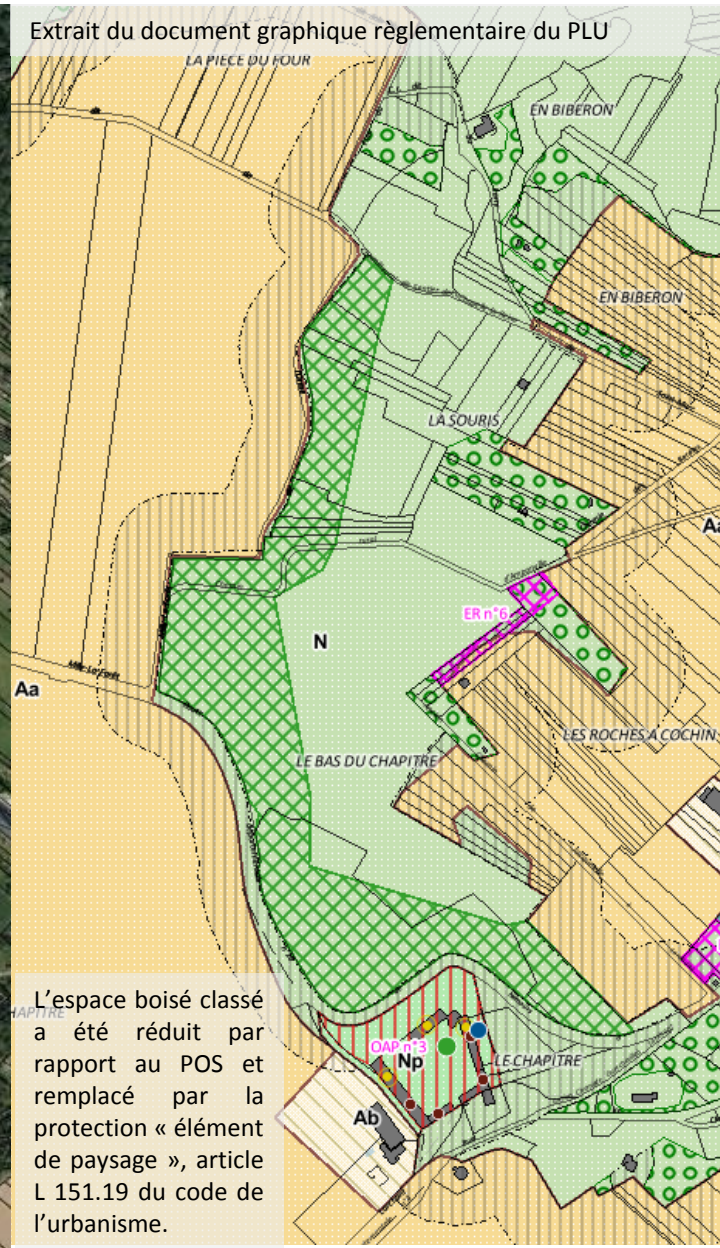 Extrait du document graphique règlementaire du PLU
LA PIECE DU FOUR
EN BIBERON
EN BIBERON
LA SOURIS
Aa
ER n°6
N
Aa
LES ROCHES A COCHIN
LE BAS DU CHAPITRE
L'espace boisé classé
a été réduit par
rapport au POS et
remplacé par la
protection « élément
de paysage », article
L 151.19 du code de
l'urbanisme.
OAP n°3
Np
LE CHAPITRE
Ab